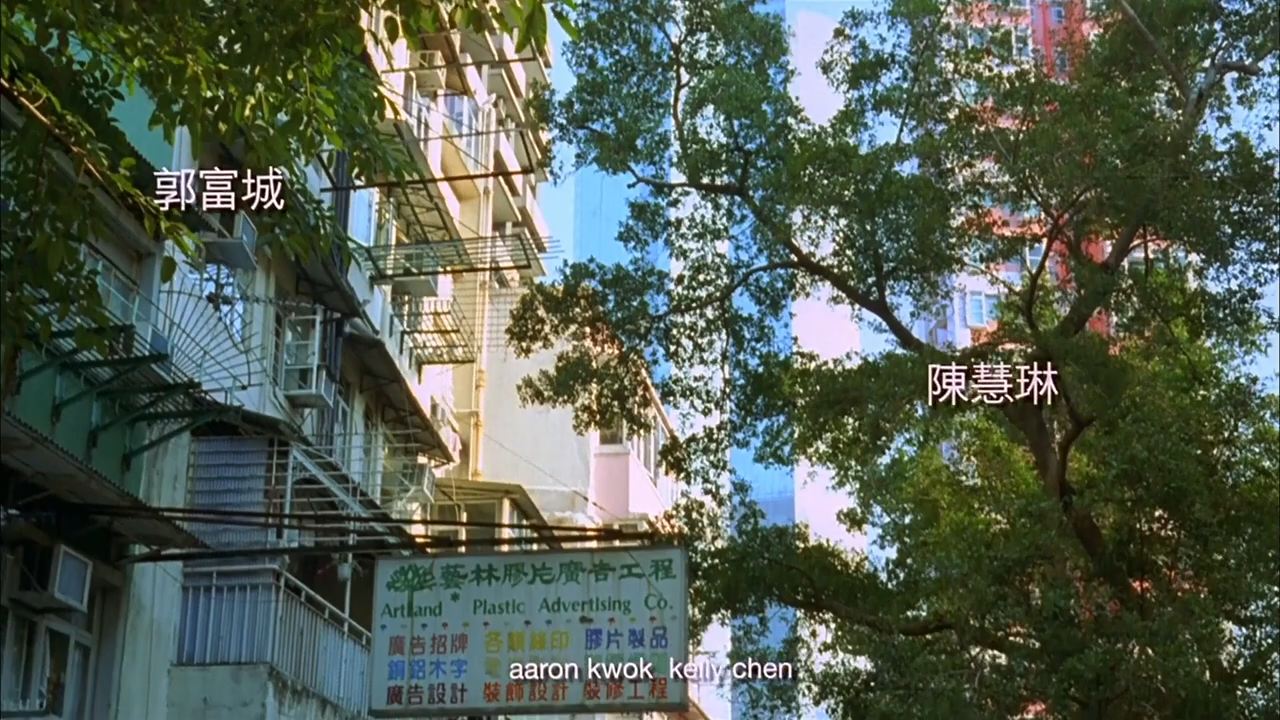 郭富城
陳慧琳
藝林膠片廣告工程
Artland Plastic Advertising Co.
廣告招牌 各類絲印 膠片製品
銅鋁木字
廣告設計 裝飾設計 裝修工程
aaron kwok kelly chen